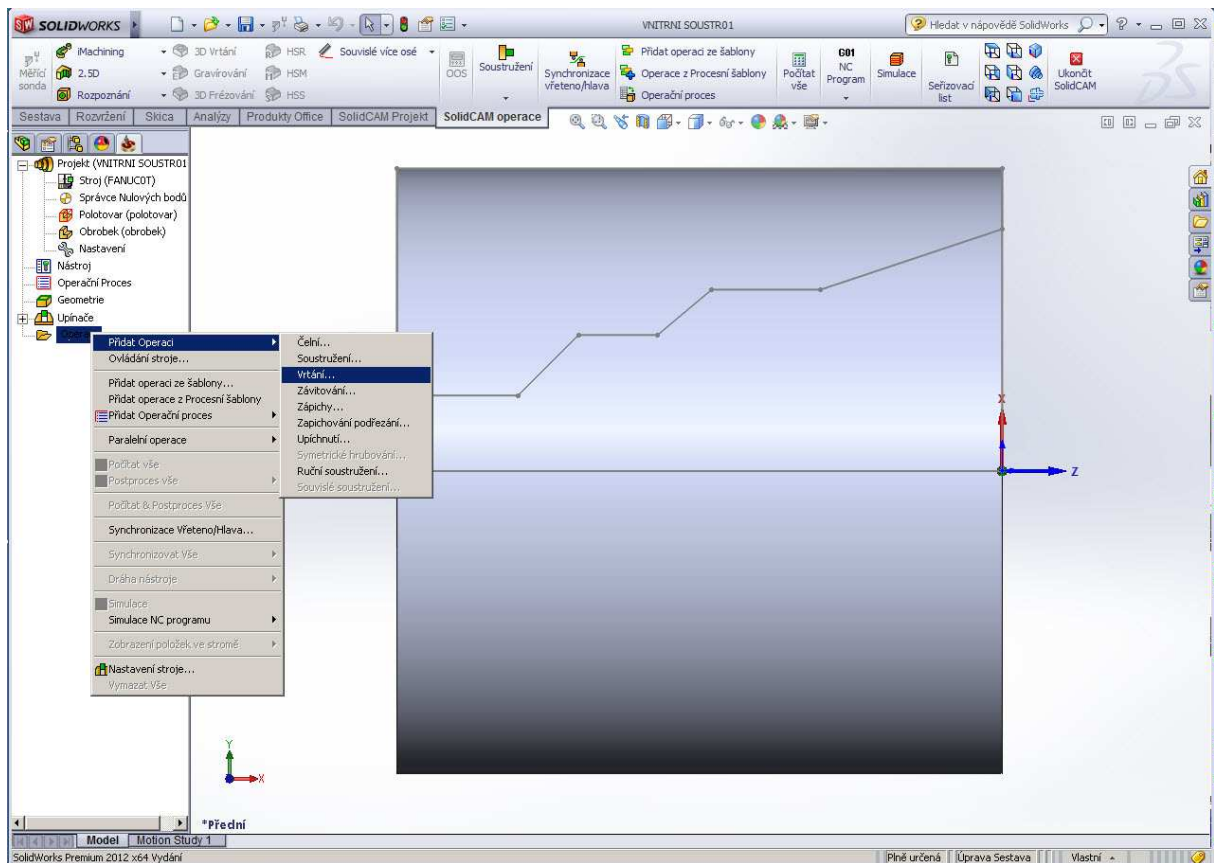 SOLIDWORKS
VNITRNI SOUSTR01
Hledat v nápovědě SolidWorks
Měřící sonda
iMachining
2.5D
Rozpoznání
3D Vrtání
Gravírování
3D Frézování
HSR
HSM
HSS
Souvislé více osé
OOS
Soustružení
Synchronizace vřeteno/hlava
Přidat operaci ze šablony
Operace z Procesní šablony
Operační proces
Počítat vše
G01
NC Program
Simulace
Seřizovací list
Ukončit SolidCAM
Sestava
Rozvržení
Skica
Analýzy
Produkty Office
SolidCAM Projekt
SolidCAM operace
Projekt (VNITRNI SOUSTR01
Stroj (FANUC0T)
Správce Nulových bodů
Polotovar (polotovar)
Obrobek (obrobek)
Nastavení
Nástroj
Operační Proces
Geometrie
Upínače
Přidat Operaci
Ovládání stroje...
Přidat operaci ze šablony...
Přidat operace z Procesní šablony
Přidat Operační proces
Paralelní operace
Počítat vše
Postproces vše
Počítat & Postproces Vše
Synchronizace Vřeteno/Hlava...
Synchronizovat Vše
Dráha nástroje
Simulace
Simulace NC programu
Zobrazení položek ve stromě
Nastavení stroje...
Vymazat Vše
Čelní...
Soustružení...
Vrtání...
Závitování...
Zápichy...
Zapichování podřezání...
Upíchnutí...
Symetrické hrubování...
Ruční soustružení...
Souvislé soustružení...
X
Z
Y
X
*Přední
Model
Motion Study 1
SolidWorks Premium 2012 x64 Vydání
Plně určená
Úprava Sestava
Vlastní